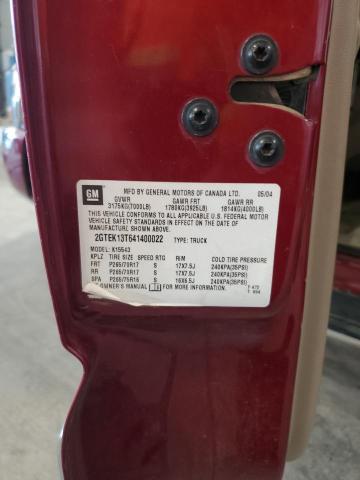 GM
MFD BY GENERAL MOTORS OF CANADA LTD. 05/04
GVWR GAWR FRT GAWR RR
3175KG(7000LB) 1780KG(3925LB) 1814KG(4000LB)
THIS VEHICLE CONFORMS TO ALL APPLICABLE U.S. FEDERAL MOTOR
VEHICLE SAFETY STANDARDS IN EFFECT ON THE DATE OF
MANUFACTURE SHOWN ABOVE.
2GTEK13T641400022 TYPE: TRUCK
MODEL: K15543
KPLZ TIRE SIZE SPEED RTG RIM COLD TIRE PRESSURE
FRT P265/70R17 S 17X7.5J 240KPA(35PSI)
RR P265/70R17 S 17X7.5J 240KPA(35PSI)
SPA P265/75R16 S 16X6.5J 240KPA(35PSI)
OWNER'S MANUAL FOR MORE INFORMATION.